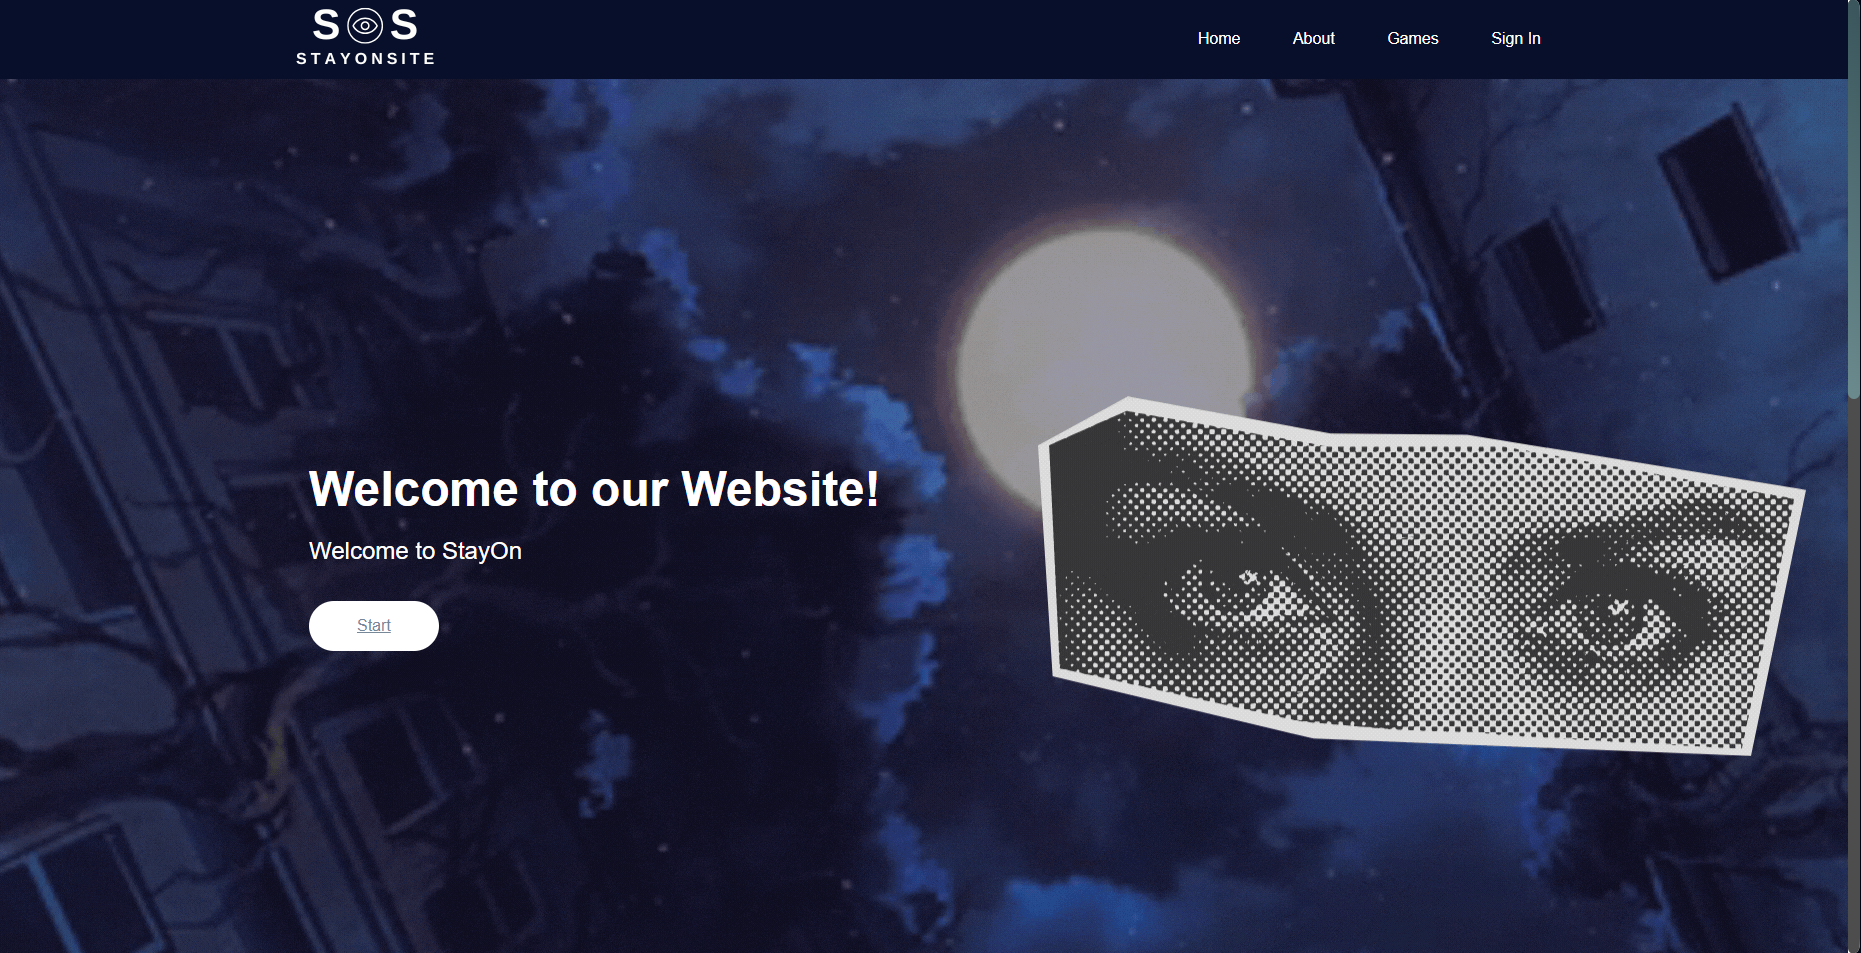 SOS
STAYONSITE
Home
About
Games
Sign In
Welcome to our Website!
Welcome to StayOn
Start